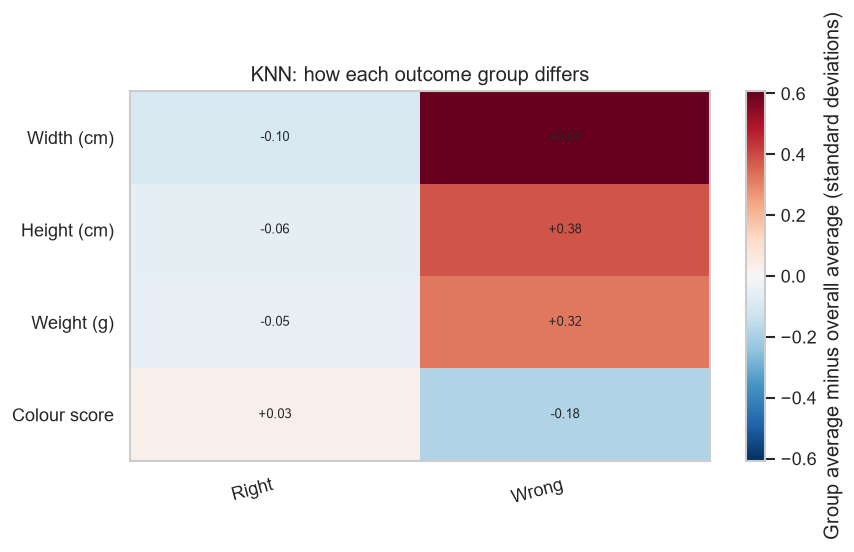 KNN: how each outcome group differs
Width (cm)
-0.10
Height (cm)
-0.06
+0.38
Weight (g)
-0.05
+0.32
Colour score
+0.03
-0.18
Right
Wrong
0.6
0.4
0.2
0.0
−0.2
−0.4
−0.6
Group average minus overall average (standard deviations)